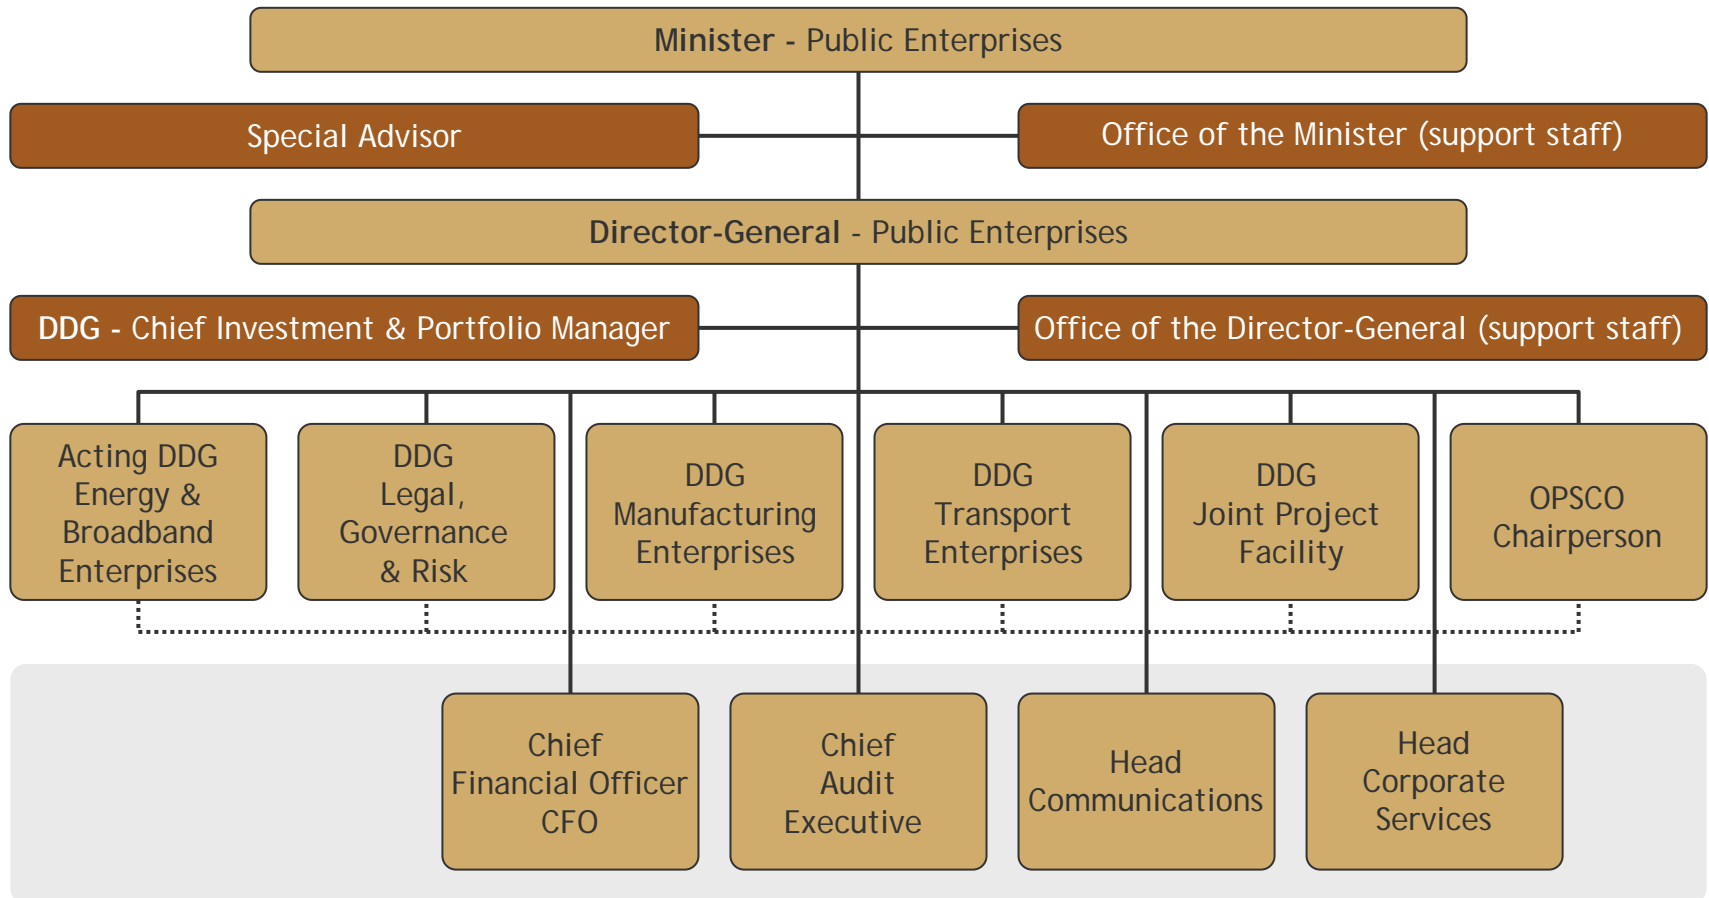 Minister - Public Enterprises
Special Advisor
Office of the Minister (support staff)
Director-General - Public Enterprises
DDG - Chief Investment & Portfolio Manager
Office of the Director-General (support staff)
Acting DDG
Energy &
Broadband
Enterprises
DDG
Legal,
Governance
& Risk
DDG
Manufacturing
Enterprises
DDG
Transport
Enterprises
DDG
Joint Project
Facility
OPSCO
Chairperson
Chief
Financial Officer
CFO
Chief
Audit
Executive
Head
Communications
Head
Corporate
Services